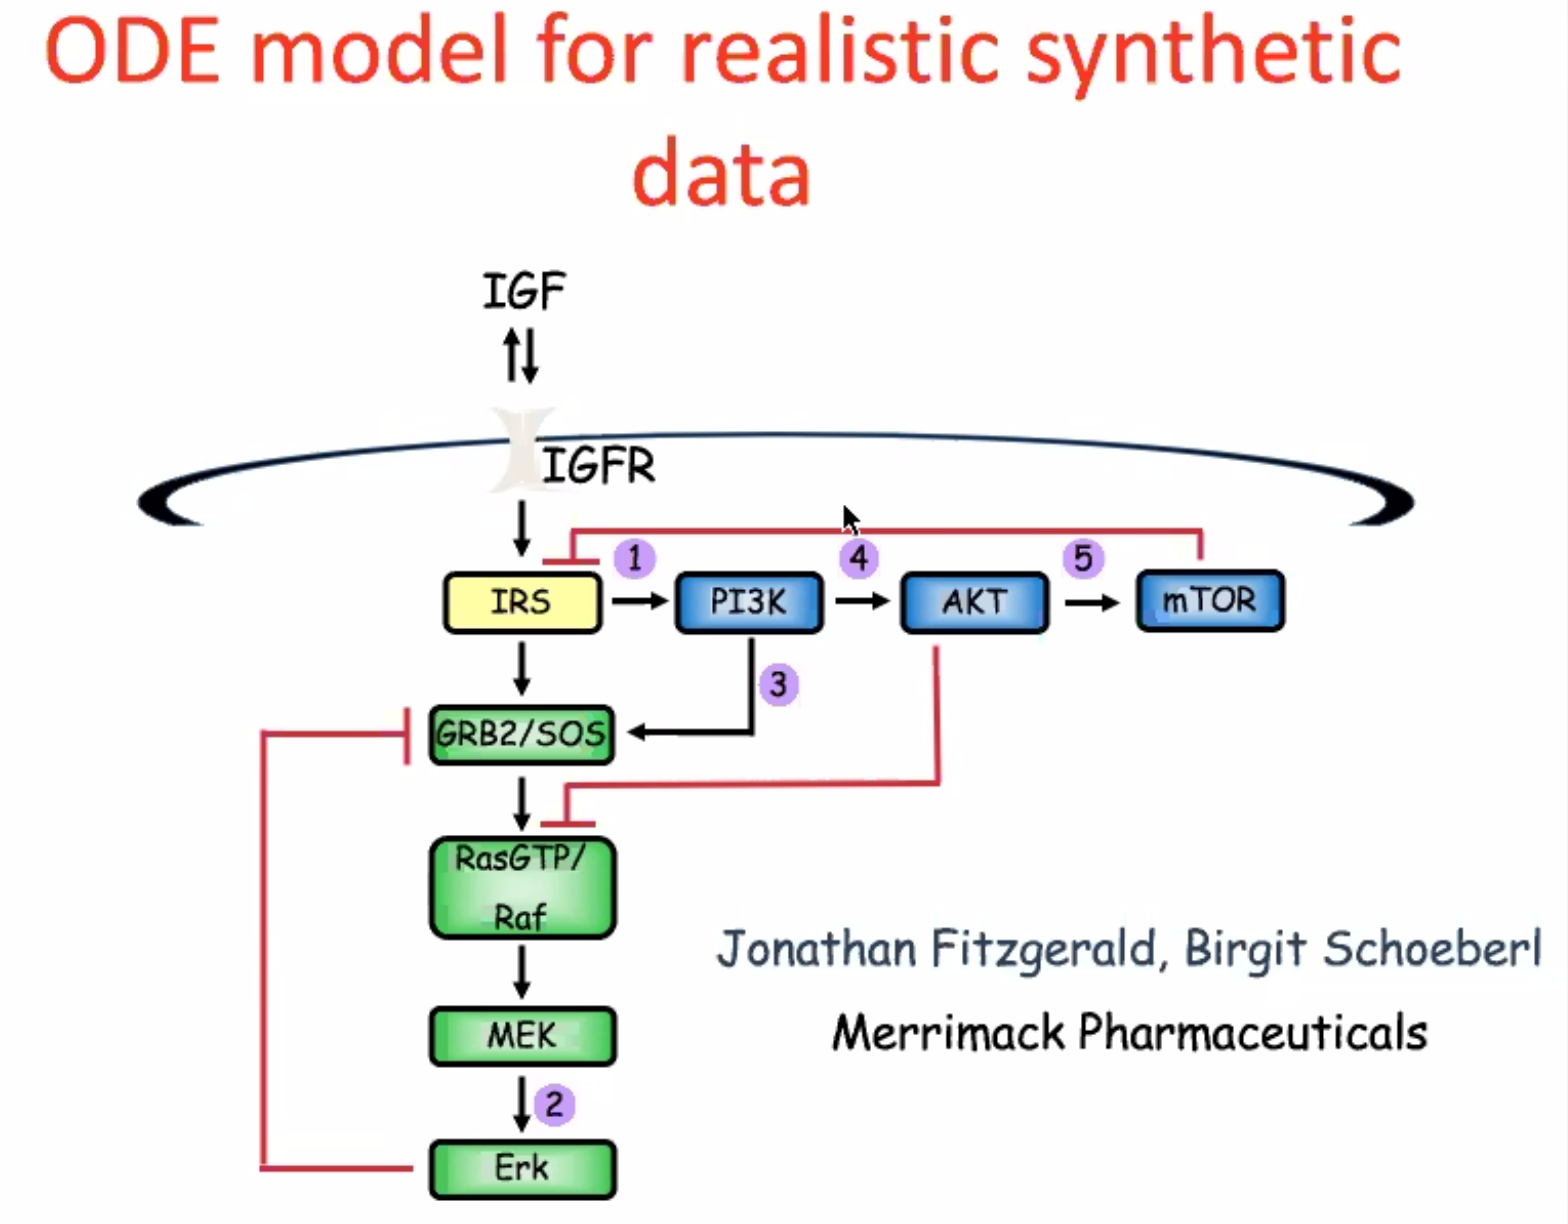 ODE model for realistic synthetic
data
IGF
IGFR
1
4
5
IRS
PI3K
AKT
mTOR
3
GRB2/SOS
RasGTP/
Raf
Jonathan Fitzgerald, Birgit Schoeberl
MEK
Merrimack Pharmaceuticals
2
Erk